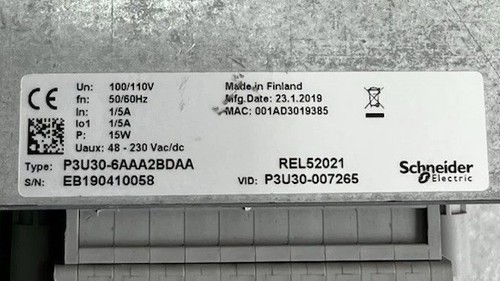 CE
Un: 100/110V
fn: 50/60Hz
In: 1/5A
Io1 1/5A
P: 15W
Uaux: 48 - 230 Vac/dc
Made in Finland
Mfg.Date: 23.1.2019
MAC: 001AD3019385
Type: P3U30-6AAA2BDAA REL52021
S/N: EB190410058 VID: P3U30-007265
Schneider
Electric